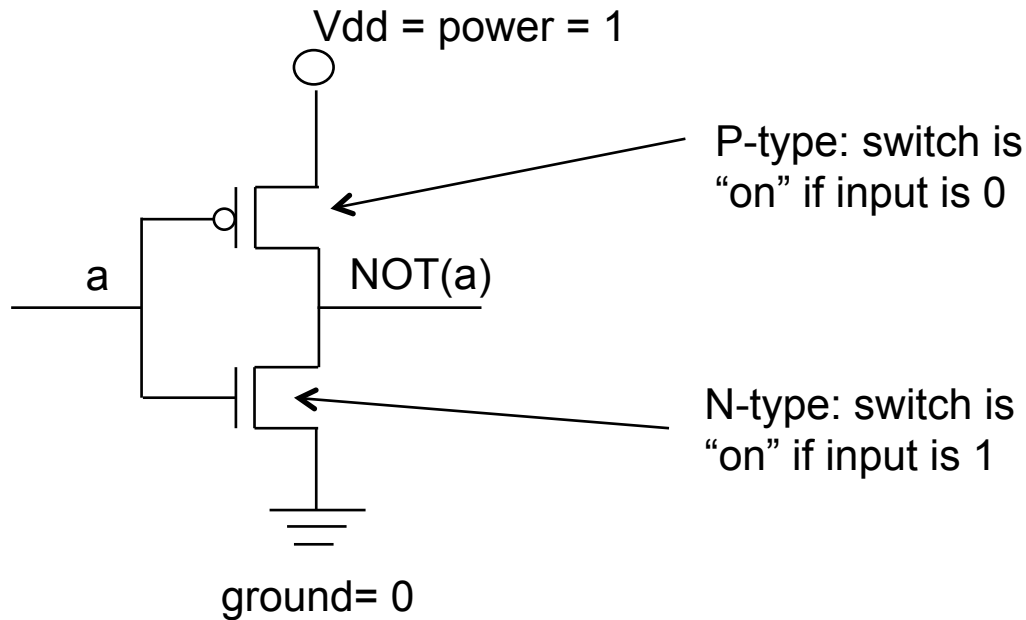 Vdd = power = 1
P-type: switch is
“on” if input is 0
a
NOT(a)
N-type: switch is
“on” if input is 1
ground= 0